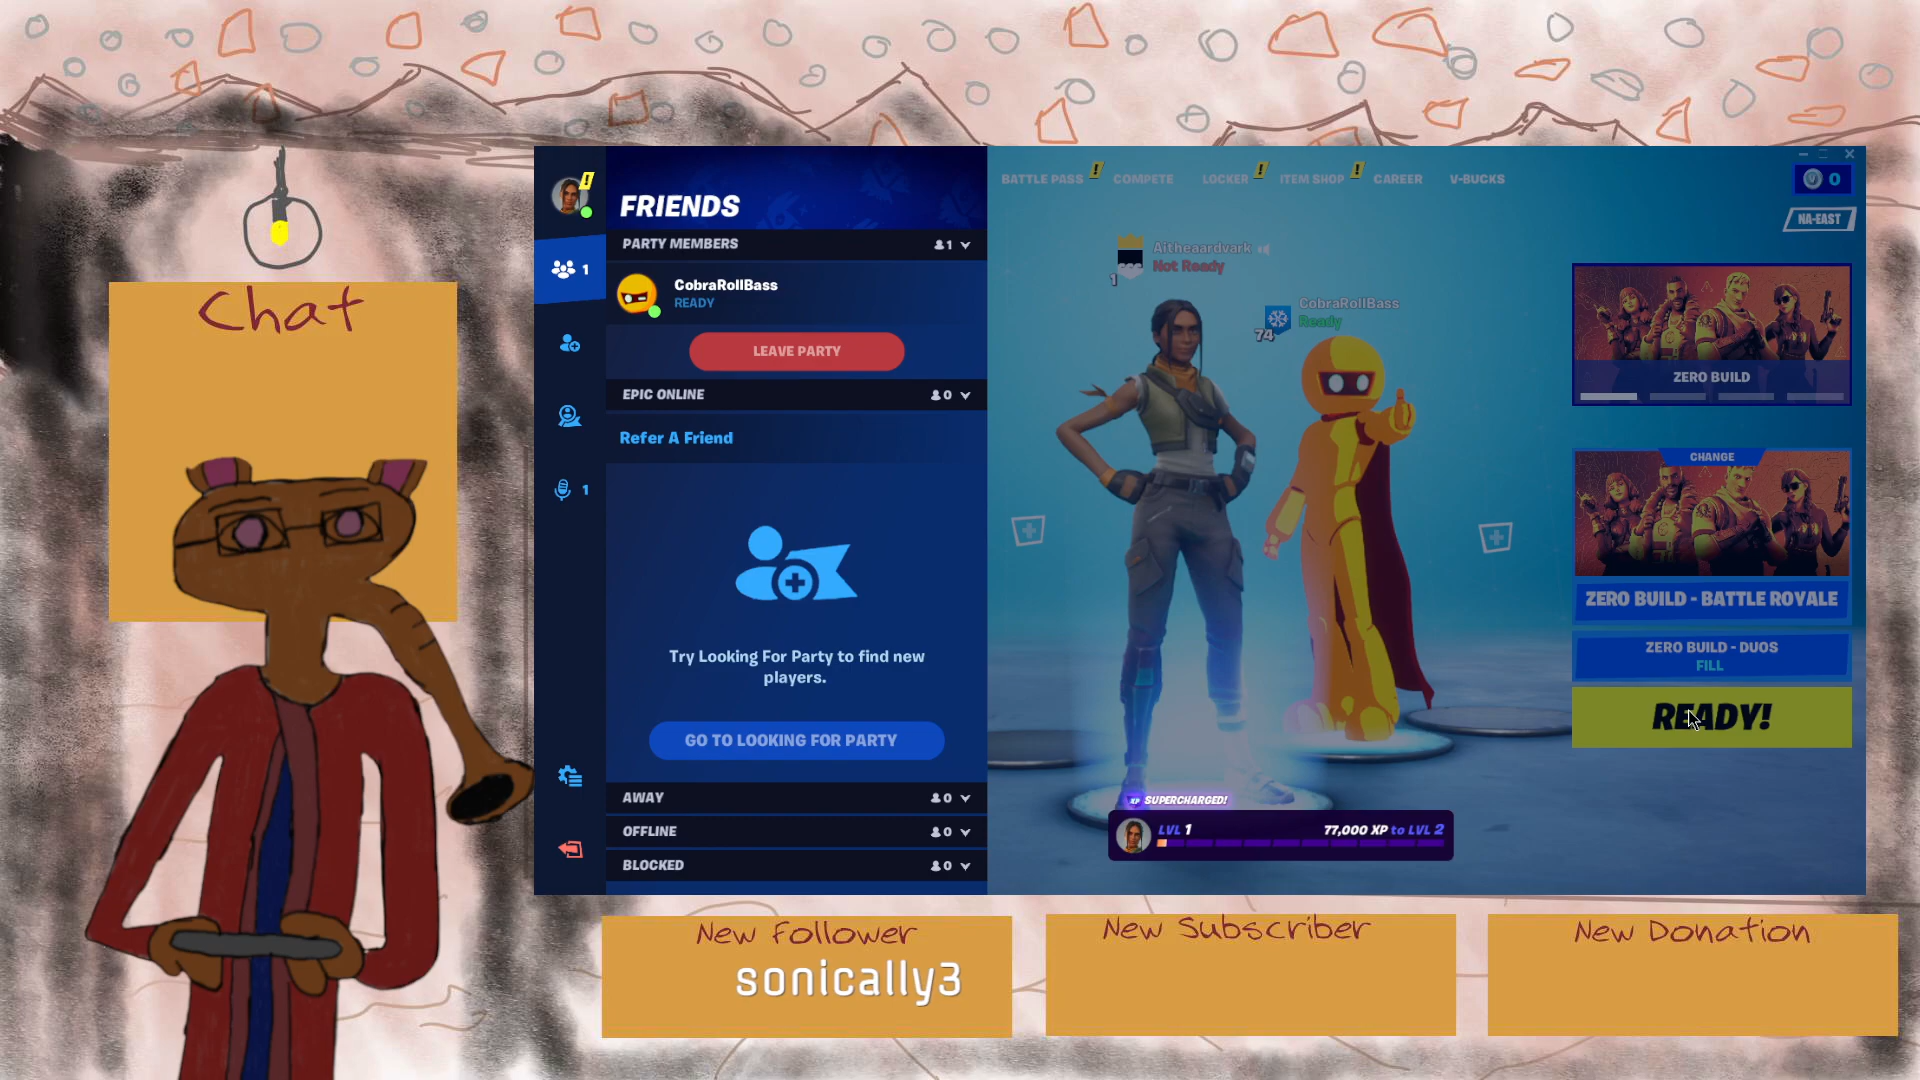 Chat
FRIENDS
PARTY MEMBERS 1
CobraRollBass
READY
LEAVE PARTY
EPIC ONLINE 0
Refer A Friend
Try Looking For Party to find new
players.
GO TO LOOKING FOR PARTY
AWAY 0
OFFLINE 0
BLOCKED 0
1
1
BATTLE PASS ! COMPETE LOCKER ! ITEM SHOP ! CAREER V-BUCKS
0
NA-EAST
Aitheaardvark
Not Ready
1
CobraRollBass
Ready
74
ZERO BUILD
CHANGE
ZERO BUILD - BATTLE ROYALE
ZERO BUILD - DUOS
FILL
READY!
XP SUPERCHARGED!
LVL 1 77,000 XP to LVL 2
New Follower
sonically3
New Subscriber
New Donation